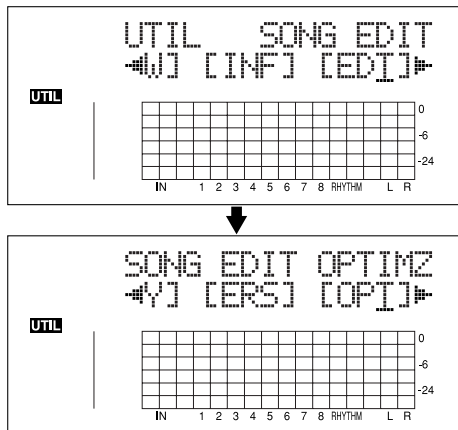 UTIL SONG EDIT
W] [INF] [EDI]
UTIL
0
-6
-24
IN 1 2 3 4 5 6 7 8 RHYTHM L R
SONG EDIT OPTIMZ
Y] [ERS] [OPI]
UTIL
0
-6
-24
IN 1 2 3 4 5 6 7 8 RHYTHM L R